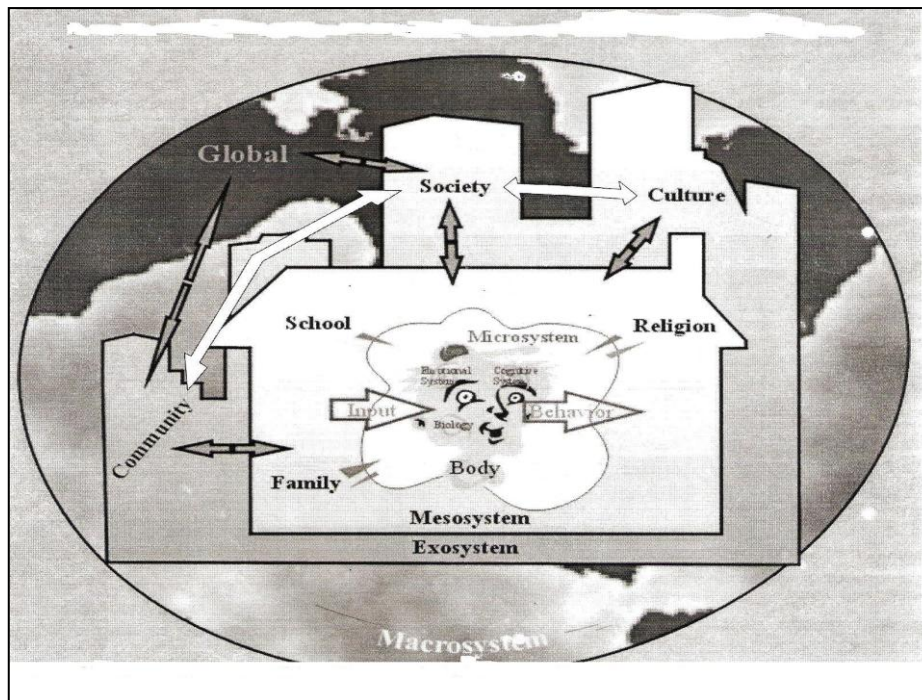 Global
Society
Culture
School
Religion
Microsystem
Emotional
System
Cognitive
System
Input
Behavior
Biology
Community
Body
Family
Mesosystem
Exosystem
Macrosystem